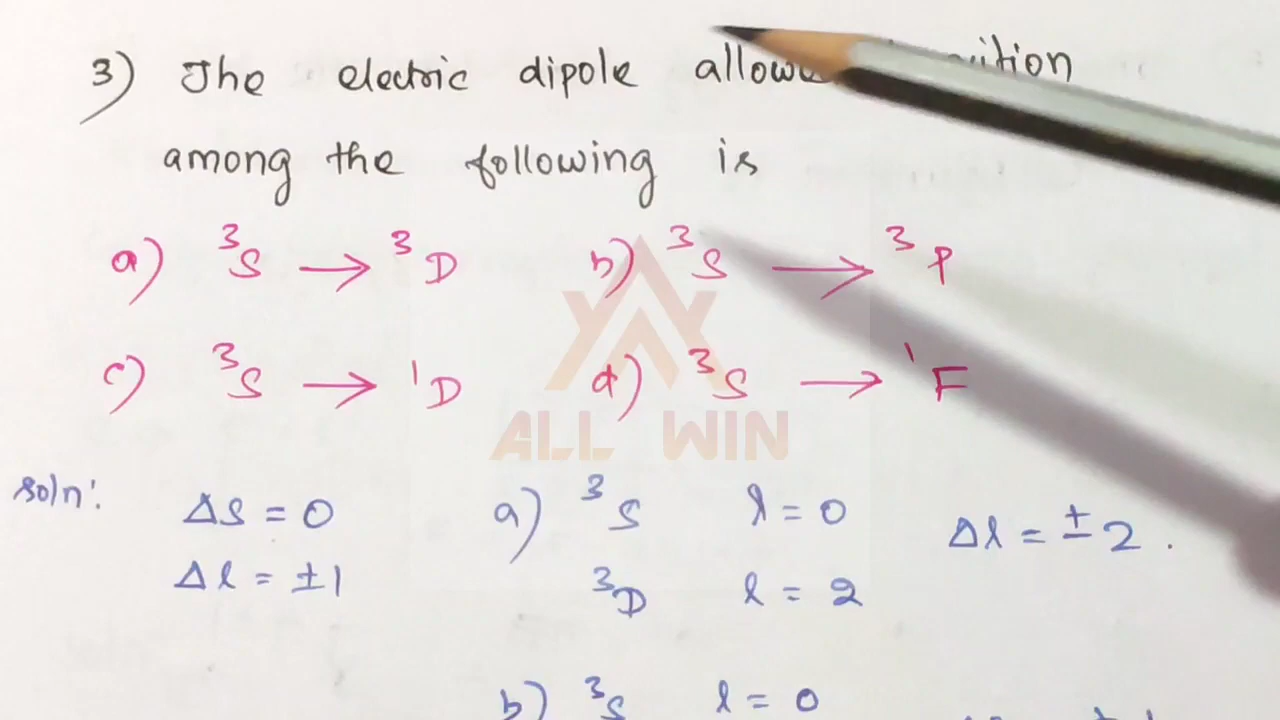 3) The electric dipole
among the following is
a) ³S → ³D b) ³S → ³P
c) ³S → ¹D d) ³S → ¹F
ALL WIN
Soln: ΔS = 0 a) ³S l = 0 Δl = ±2.
Δl = ±1 ³D l = 2
b) ³S l = 0